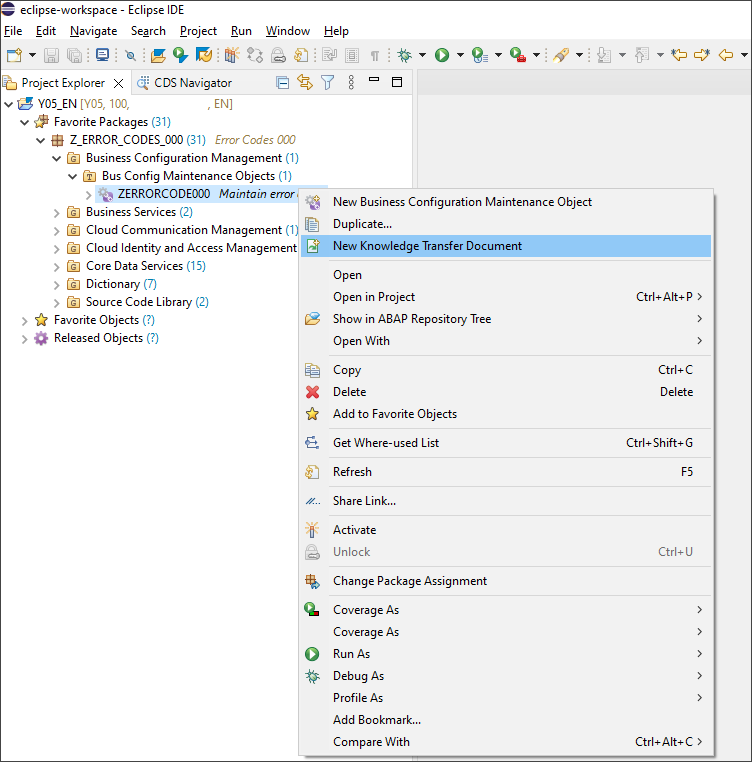 eclipse-workspace - Eclipse IDE
File Edit Navigate Search Project Run Window Help
Project Explorer CDS Navigator
Y05_EN [Y05, 100, , EN]
Favorite Packages (31)
Z_ERROR_CODES_000 (31) Error Codes 000
Business Configuration Management (1)
Bus Config Maintenance Objects (1)
ZERRORCODE000 Maintain error
Business Services (2)
Cloud Communication Management (1)
Cloud Identity and Access Management
Core Data Services (15)
Dictionary (7)
Source Code Library (2)
Favorite Objects (?)
Released Objects (?)
New Business Configuration Maintenance Object
Duplicate...
New Knowledge Transfer Document
Open
Open in Project Ctrl+Alt+P >
Show in ABAP Repository Tree >
Open With >
Copy Ctrl+C
Delete Delete
Add to Favorite Objects
Get Where-used List Ctrl+Shift+G
Refresh F5
Share Link...
Activate
Unlock Ctrl+U
Change Package Assignment
Coverage As >
Coverage As >
Run As >
Debug As >
Profile As >
Add Bookmark...
Compare With Ctrl+Alt+C >